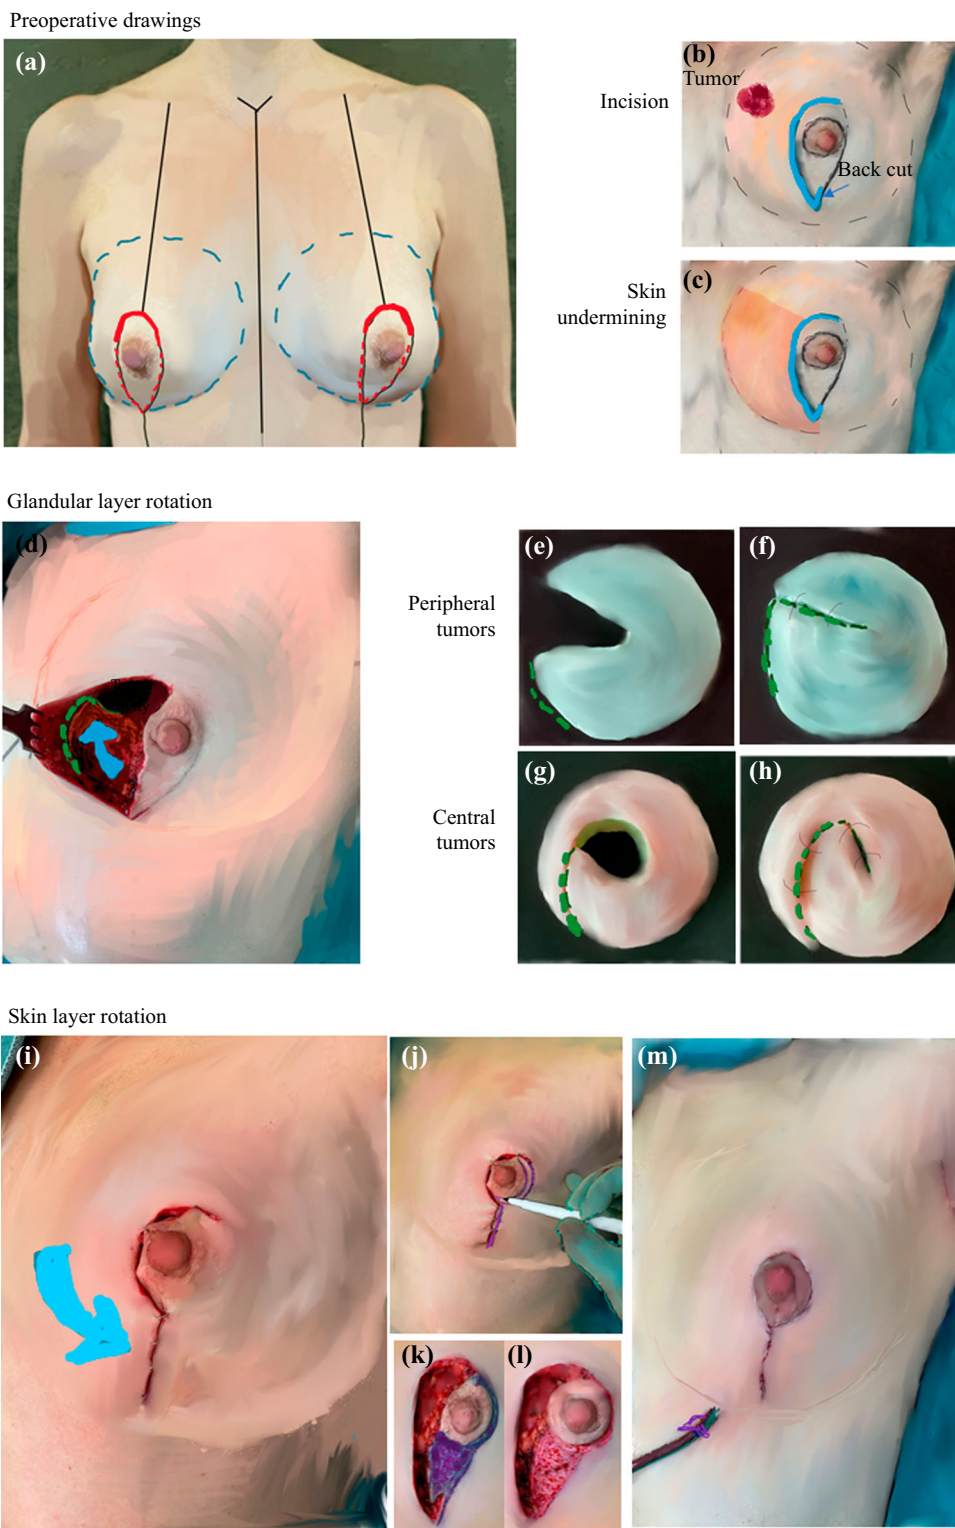 Preoperative drawings
(a)
(b)
Tumor
Incision
Back cut
(c)
Skin
undermining
Glandular layer rotation
(d)
(e)
(f)
Peripheral
tumors
(g)
(h)
Central
tumors
Skin layer rotation
(i)
(j)
(m)
(k)
(l)